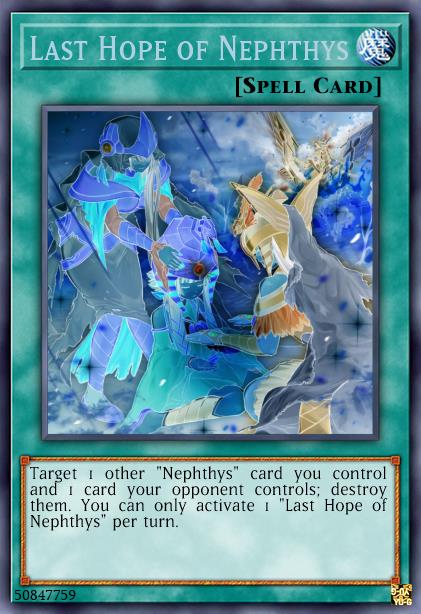 Last Hope of Nephthys 魔
[Spell Card]
Target 1 other "Nephthys" card you control
and 1 card your opponent controls; destroy
them. You can only activate 1 "Last Hope of
Nephthys" per turn.
50847759